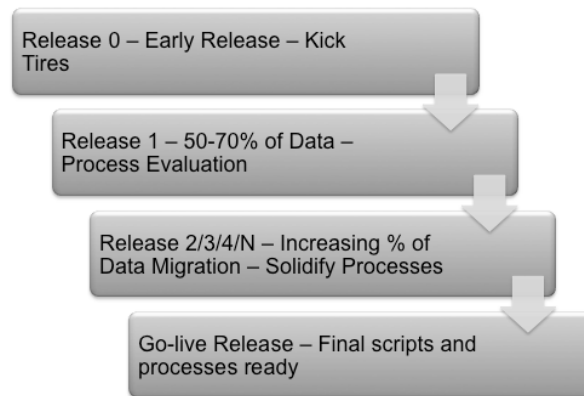 Release 0 – Early Release – Kick
Tires
Release 1 – 50-70% of Data –
Process Evaluation
Release 2/3/4/N – Increasing % of
Data Migration – Solidify Processes
Go-live Release – Final scripts and
processes ready